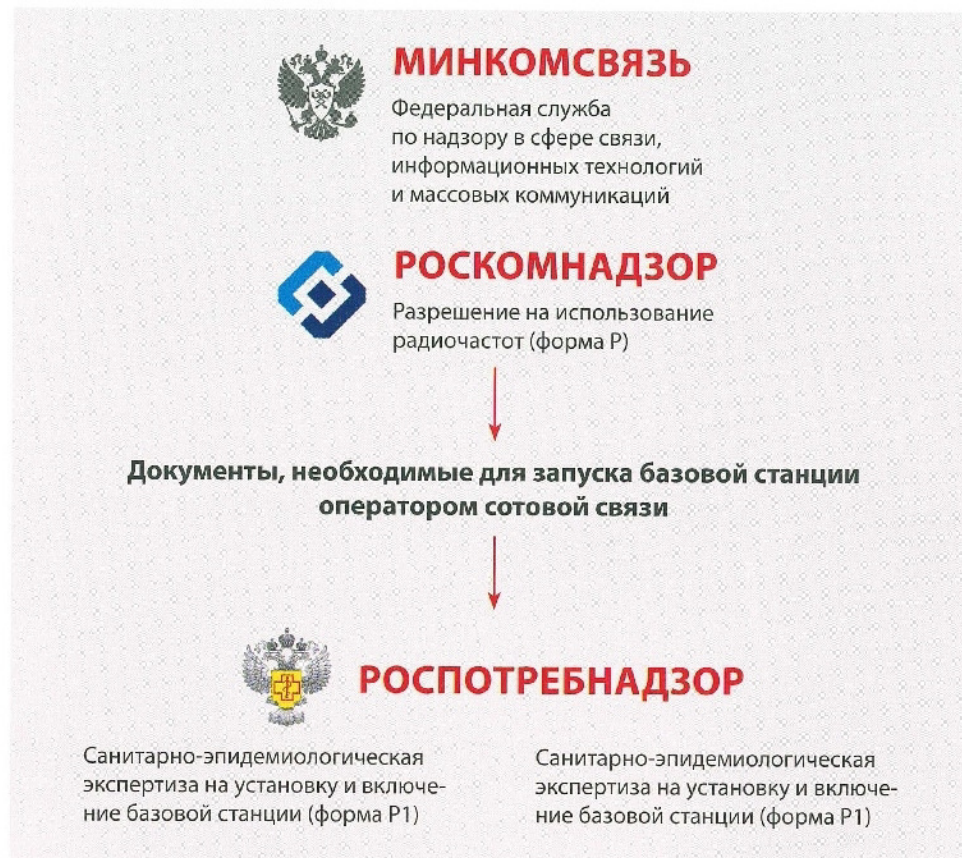 МИНКОМСВЯЗЬ
Федеральная служба
по надзору в сфере связи,
информационных технологий
и массовых коммуникаций
РОСКОМНАДЗОР
Разрешение на использование
радиочастот (форма Р)
Документы, необходимые для запуска базовой станции
оператором сотовой связи
РОСПОТРЕБНАДЗОР
Санитарно-эпидемиологическая
экспертиза на установку и включе-
ние базовой станции (форма Р1)
Санитарно-эпидемиологическая
экспертиза на установку и включе-
ние базовой станции (форма Р1)